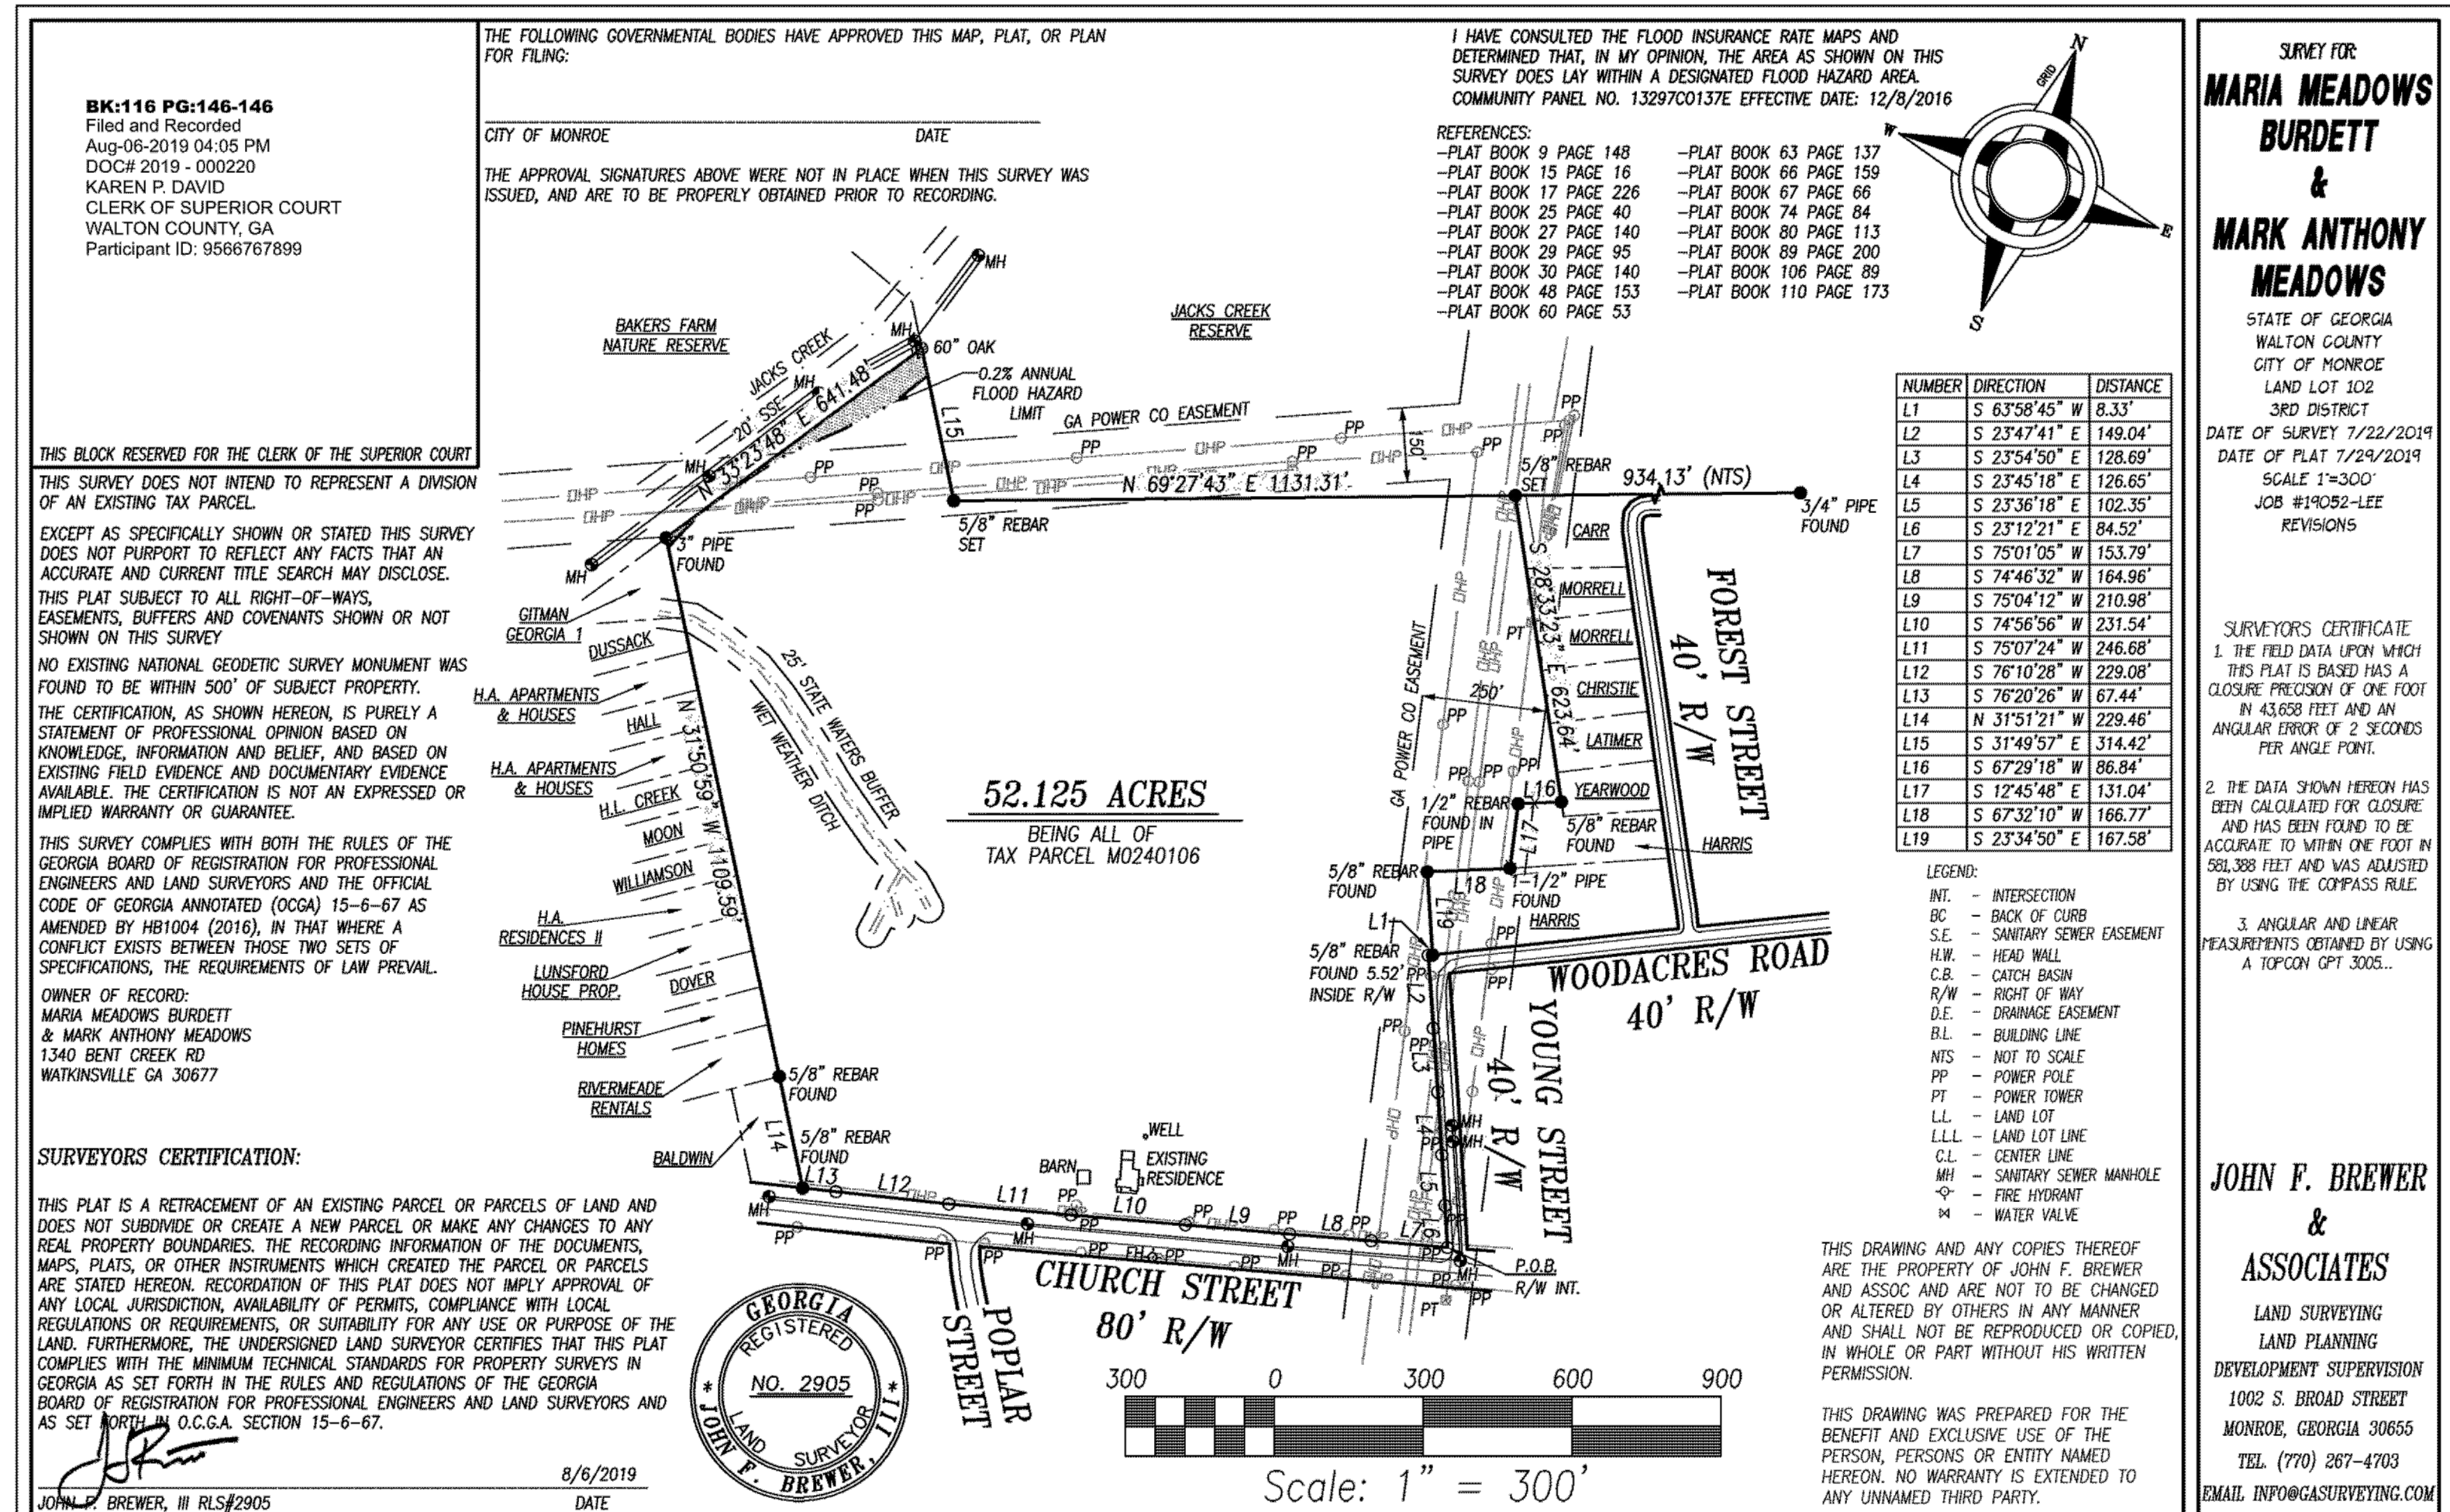 BK:116 PG:146-146
Filed and Recorded
Aug-06-2019 04:05 PM
DOC# 2019 - 000220
KAREN P. DAVID
CLERK OF SUPERIOR COURT
WALTON COUNTY, GA
Participant ID: 9566767899
THIS BLOCK RESERVED FOR THE CLERK OF THE SUPERIOR COURT
THE FOLLOWING GOVERNMENTAL BODIES HAVE APPROVED THIS MAP, PLAT, OR PLAN
FOR FILING:
CITY OF MONROE DATE
THE APPROVAL SIGNATURES ABOVE WERE NOT IN PLACE WHEN THIS SURVEY WAS
ISSUED, AND ARE TO BE PROPERLY OBTAINED PRIOR TO RECORDING.
I HAVE CONSULTED THE FLOOD INSURANCE RATE MAPS AND
DETERMINED THAT, IN MY OPINION, THE AREA AS SHOWN ON THIS
SURVEY DOES LAY WITHIN A DESIGNATED FLOOD HAZARD AREA.
COMMUNITY PANEL NO. 13297C0137E EFFECTIVE DATE: 12/8/2016
REFERENCES:
-PLAT BOOK 9 PAGE 148
-PLAT BOOK 15 PAGE 16
-PLAT BOOK 17 PAGE 226
-PLAT BOOK 25 PAGE 40
-PLAT BOOK 27 PAGE 140
-PLAT BOOK 29 PAGE 95
-PLAT BOOK 30 PAGE 140
-PLAT BOOK 48 PAGE 153
-PLAT BOOK 60 PAGE 53
-PLAT BOOK 63 PAGE 137
-PLAT BOOK 66 PAGE 159
-PLAT BOOK 67 PAGE 66
-PLAT BOOK 74 PAGE 84
-PLAT BOOK 80 PAGE 113
-PLAT BOOK 89 PAGE 200
-PLAT BOOK 106 PAGE 89
-PLAT BOOK 110 PAGE 173
N
GRID
W
E
S
THIS SURVEY DOES NOT INTEND TO REPRESENT A DIVISION
OF AN EXISTING TAX PARCEL.
EXCEPT AS SPECIFICALLY SHOWN OR STATED THIS SURVEY
DOES NOT PURPORT TO REFLECT ANY FACTS THAT AN
ACCURATE AND CURRENT TITLE SEARCH MAY DISCLOSE.
THIS PLAT SUBJECT TO ALL RIGHT-OF-WAYS,
EASEMENTS, BUFFERS AND COVENANTS SHOWN OR NOT
SHOWN ON THIS SURVEY
NO EXISTING NATIONAL GEODETIC SURVEY MONUMENT WAS
FOUND TO BE WITHIN 500' OF SUBJECT PROPERTY.
THE CERTIFICATION, AS SHOWN HEREON, IS PURELY A
STATEMENT OF PROFESSIONAL OPINION BASED ON
KNOWLEDGE, INFORMATION AND BELIEF, AND BASED ON
EXISTING FIELD EVIDENCE AND DOCUMENTARY EVIDENCE
AVAILABLE. THE CERTIFICATION IS NOT AN EXPRESSED OR
IMPLIED WARRANTY OR GUARANTEE.
THIS SURVEY COMPLIES WITH BOTH THE RULES OF THE
GEORGIA BOARD OF REGISTRATION FOR PROFESSIONAL
ENGINEERS AND LAND SURVEYORS AND THE OFFICIAL
CODE OF GEORGIA ANNOTATED (OCGA) 15-6-67 AS
AMENDED BY HB1004 (2016), IN THAT WHERE A
CONFLICT EXISTS BETWEEN THOSE TWO SETS OF
SPECIFICATIONS, THE REQUIREMENTS OF LAW PREVAIL.
OWNER OF RECORD:
MARIA MEADOWS BURDETT
& MARK ANTHONY MEADOWS
1340 BENT CREEK RD
WATKINSVILLE GA 30677
SURVEYORS CERTIFICATION:
THIS PLAT IS A RETRACEMENT OF AN EXISTING PARCEL OR PARCELS OF LAND AND
DOES NOT SUBDIVIDE OR CREATE A NEW PARCEL OR MAKE ANY CHANGES TO ANY
REAL PROPERTY BOUNDARIES. THE RECORDING INFORMATION OF THE DOCUMENTS,
MAPS, PLATS, OR OTHER INSTRUMENTS WHICH CREATED THE PARCEL OR PARCELS
ARE STATED HEREON. RECORDATION OF THIS PLAT DOES NOT IMPLY APPROVAL OF
ANY LOCAL JURISDICTION, AVAILABILITY OF PERMITS, COMPLIANCE WITH LOCAL
REGULATIONS OR REQUIREMENTS, OR SUITABILITY FOR ANY USE OR PURPOSE OF THE
LAND. FURTHERMORE, THE UNDERSIGNED LAND SURVEYOR CERTIFIES THAT THIS PLAT
COMPLIES WITH THE MINIMUM TECHNICAL STANDARDS FOR PROPERTY SURVEYS IN
GEORGIA AS SET FORTH IN THE RULES AND REGULATIONS OF THE GEORGIA
BOARD OF REGISTRATION FOR PROFESSIONAL ENGINEERS AND LAND SURVEYORS AND
AS SET FORTH IN O.C.G.A. SECTION 15-6-67.
8/6/2019
JOHN F. BREWER, III RLS#2905 DATE
BAKERS FARM
NATURE RESERVE
JACKS CREEK
RESERVE
JACKS CREEK
20' SSE
N 33°23'48" E 641.48'
MH
MH
MH
MH
MH
60" OAK
0.2% ANNUAL
FLOOD HAZARD
LIMIT
L15
GA POWER CO EASEMENT
150'
N 69°27'43" E 1131.31'
5/8" REBAR
SET
5/8" REBAR
SET
934.13' (NTS)
3/4" PIPE
FOUND
3" PIPE
FOUND
GITMAN
GEORGIA 1
DUSSACK
H.A. APARTMENTS
& HOUSES
HALL
H.A. APARTMENTS
& HOUSES
H.L. CREEK
MOON
WILLIAMSON
H.A.
RESIDENCES II
LUNSFORD
HOUSE PROP.
DOVER
PINEHURST
HOMES
RIVERMEADE
RENTALS
BALDWIN
N 31°50'59" W 1109.59'
25' STATE WATERS BUFFER
WET WEATHER DITCH
52.125 ACRES
BEING ALL OF
TAX PARCEL M0240106
GA POWER CO EASEMENT
250'
S 28°33'23" E 623.64'
PT
CARR
MORRELL
MORRELL
CHRISTIE
LATIMER
YEARWOOD
HARRIS
HARRIS
FOREST STREET
40' R/W
L16
1/2" REBAR
FOUND IN
PIPE
L17
5/8" REBAR
FOUND
5/8" REBAR
FOUND
L18
1-1/2" PIPE
FOUND
L19
L1
5/8" REBAR
FOUND 5.52'
INSIDE R/W
L2
L3
L4
L5
L6
WOODACRES ROAD
40' R/W
YOUNG STREET
40' R/W
5/8" REBAR
FOUND
L14
5/8" REBAR
FOUND
L13
L12
L11
L10
L9
L8
L7
WELL
BARN
EXISTING
RESIDENCE
P.O.B.
R/W INT.
PT
CHURCH STREET
80' R/W
POPLAR
STREET
GEORGIA
REGISTERED
NO. 2905
LAND SURVEYOR
* JOHN F. BREWER, III *
300 0 300 600 900
Scale: 1" = 300'
NUMBER DIRECTION DISTANCE
L1 S 63°58'45" W 8.33'
L2 S 23°47'41" E 149.04'
L3 S 23°54'50" E 128.69'
L4 S 23°45'18" E 126.65'
L5 S 23°36'18" E 102.35'
L6 S 23°12'21" E 84.52'
L7 S 75°01'05" W 153.79'
L8 S 74°46'32" W 164.96'
L9 S 75°04'12" W 210.98'
L10 S 74°56'56" W 231.54'
L11 S 75°07'24" W 246.68'
L12 S 76°10'28" W 229.08'
L13 S 76°20'26" W 67.44'
L14 N 31°51'21" W 229.46'
L15 S 31°49'57" E 314.42'
L16 S 67°29'18" W 86.84'
L17 S 12°45'48" E 131.04'
L18 S 67°32'10" W 166.77'
L19 S 23°34'50" E 167.58'
LEGEND:
INT. - INTERSECTION
BC - BACK OF CURB
S.E. - SANITARY SEWER EASEMENT
H.W. - HEAD WALL
C.B. - CATCH BASIN
R/W - RIGHT OF WAY
D.E. - DRAINAGE EASEMENT
B.L. - BUILDING LINE
NTS - NOT TO SCALE
PP - POWER POLE
PT - POWER TOWER
L.L. - LAND LOT
L.L.L. - LAND LOT LINE
C.L. - CENTER LINE
MH - SANITARY SEWER MANHOLE
- FIRE HYDRANT
- WATER VALVE
THIS DRAWING AND ANY COPIES THEREOF
ARE THE PROPERTY OF JOHN F. BREWER
AND ASSOC AND ARE NOT TO BE CHANGED
OR ALTERED BY OTHERS IN ANY MANNER
AND SHALL NOT BE REPRODUCED OR COPIED,
IN WHOLE OR PART WITHOUT HIS WRITTEN
PERMISSION.
THIS DRAWING WAS PREPARED FOR THE
BENEFIT AND EXCLUSIVE USE OF THE
PERSON, PERSONS OR ENTITY NAMED
HEREON. NO WARRANTY IS EXTENDED TO
ANY UNNAMED THIRD PARTY.
SURVEY FOR:
MARIA MEADOWS
BURDETT
&
MARK ANTHONY
MEADOWS
STATE OF GEORGIA
WALTON COUNTY
CITY OF MONROE
LAND LOT 102
3RD DISTRICT
DATE OF SURVEY 7/22/2019
DATE OF PLAT 7/29/2019
SCALE 1"=300'
JOB #19052-LEE
REVISIONS
SURVEYORS CERTIFICATE
1. THE FIELD DATA UPON WHICH
THIS PLAT IS BASED HAS A
CLOSURE PRECISION OF ONE FOOT
IN 43,658 FEET AND AN
ANGULAR ERROR OF 2 SECONDS
PER ANGLE POINT.
2. THE DATA SHOWN HEREON HAS
BEEN CALCULATED FOR CLOSURE
AND HAS BEEN FOUND TO BE
ACCURATE TO WITHIN ONE FOOT IN
581,388 FEET AND WAS ADJUSTED
BY USING THE COMPASS RULE.
3. ANGULAR AND LINEAR
MEASUREMENTS OBTAINED BY USING
A TOPCON GPT 3005...
JOHN F. BREWER
&
ASSOCIATES
LAND SURVEYING
LAND PLANNING
DEVELOPMENT SUPERVISION
1002 S. BROAD STREET
MONROE, GEORGIA 30655
TEL. (770) 267-4703
EMAIL INFO@GASURVEYING.COM